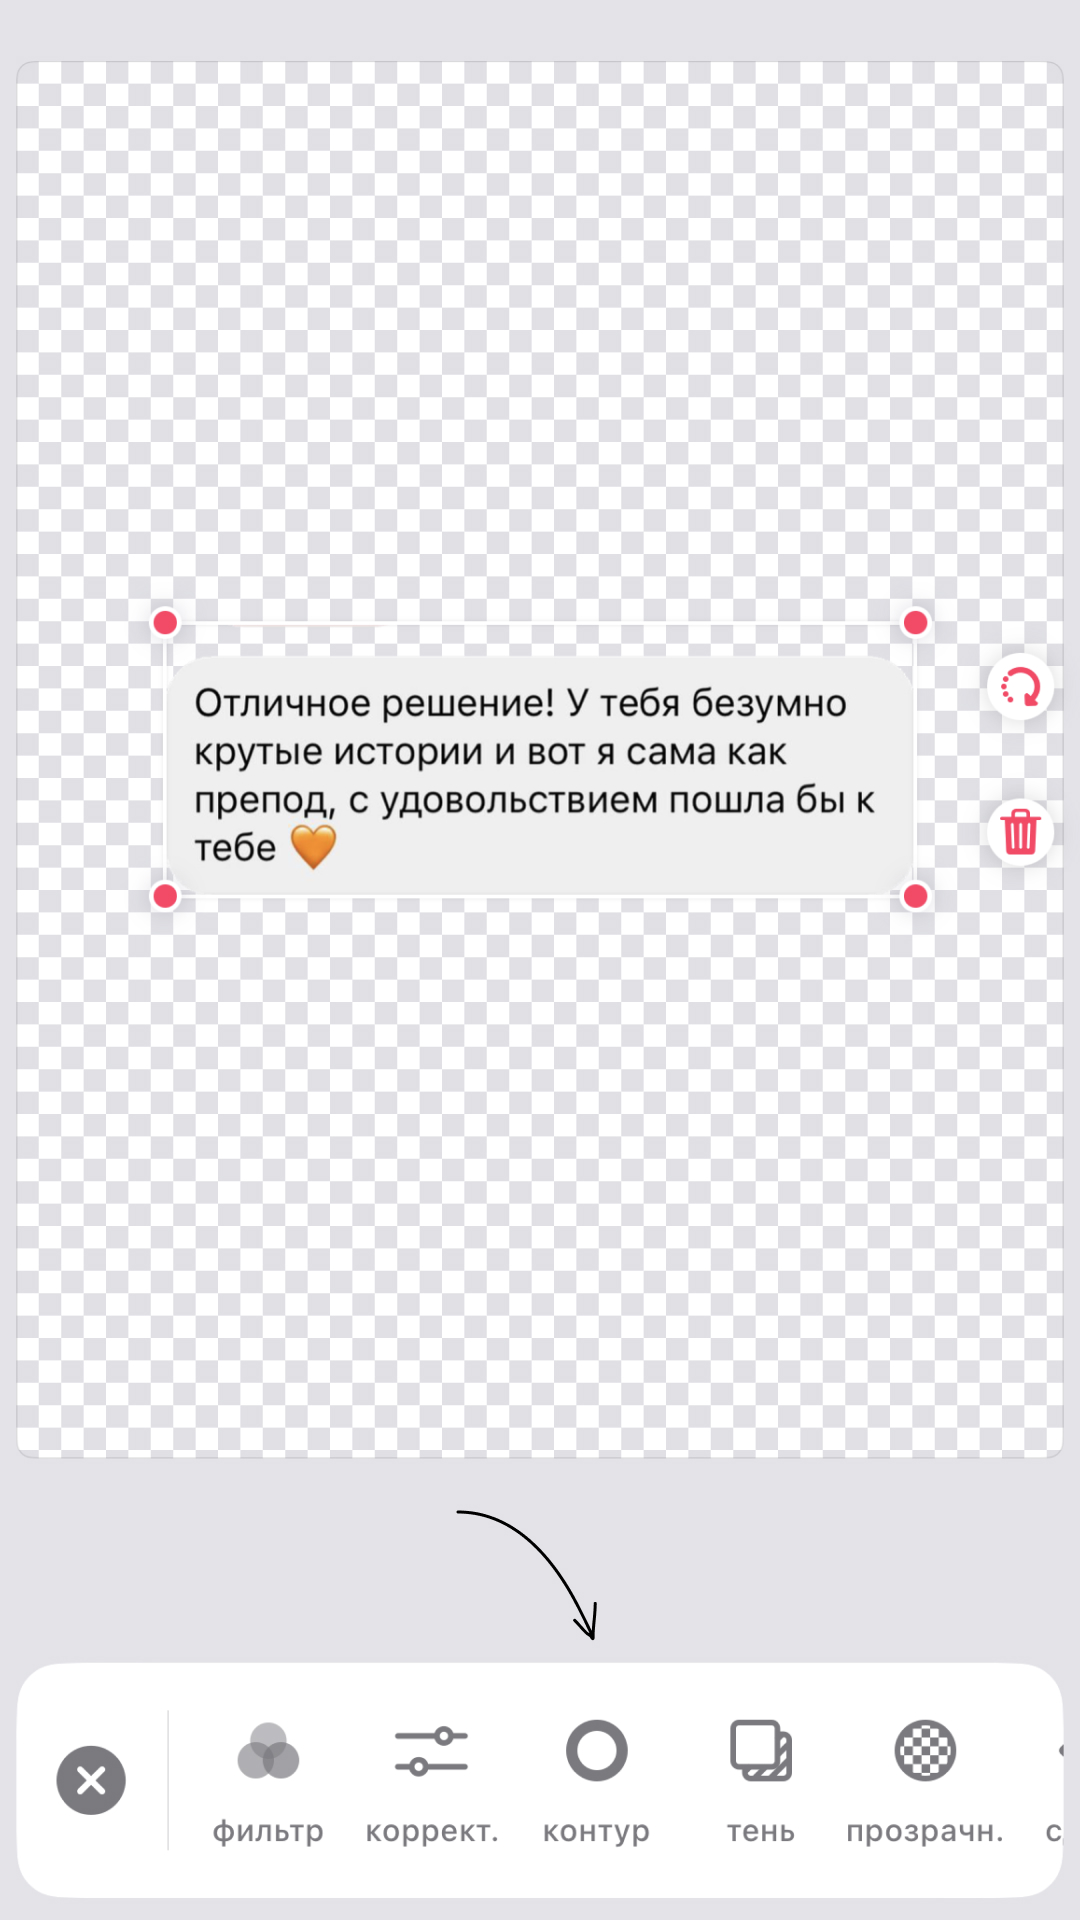 Отличное решение! У тебя безумно
крутые истории и вот я сама как
препод, с удовольствием пошла бы к
тебе 🧡
фильтр коррект. контур тень прозрачн.